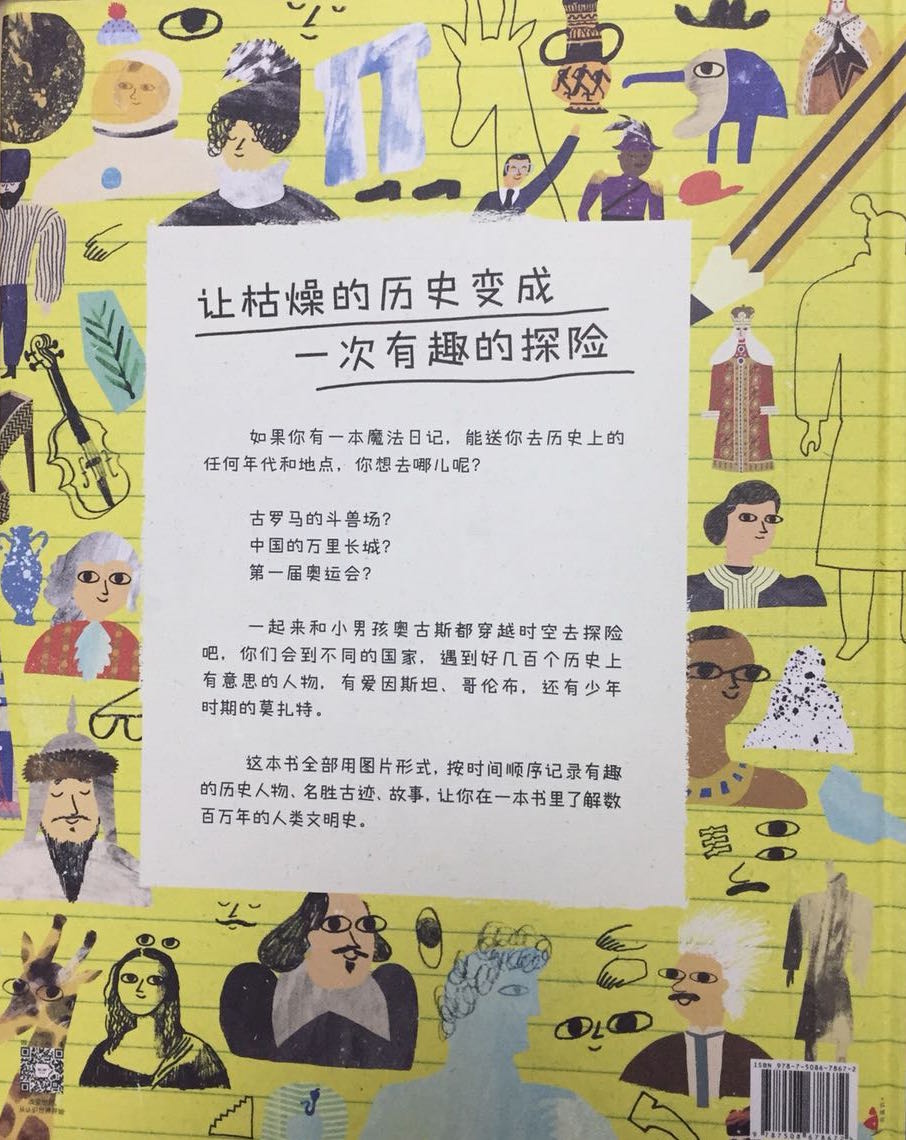 让枯燥的历史变成
一次有趣的探险
如果你有一本魔法日记，能送你去历史上的
任何年代和地点，你想去哪儿呢？
古罗马的斗兽场？
中国的万里长城？
第一届奥运会？
一起来和小男孩奥古斯都穿越时空去探险
吧，你们会到不同的国家，遇到好几百个历史上
有意思的人物，有爱因斯坦、哥伦布，还有少年
时期的莫扎特。
这本书全部用图片形式，按时间顺序记录有趣
的历史人物、名胜古迹、故事，让你在一本书里了解数
百万年的人类文明史。
ISBN 978-7-5086-7867-2